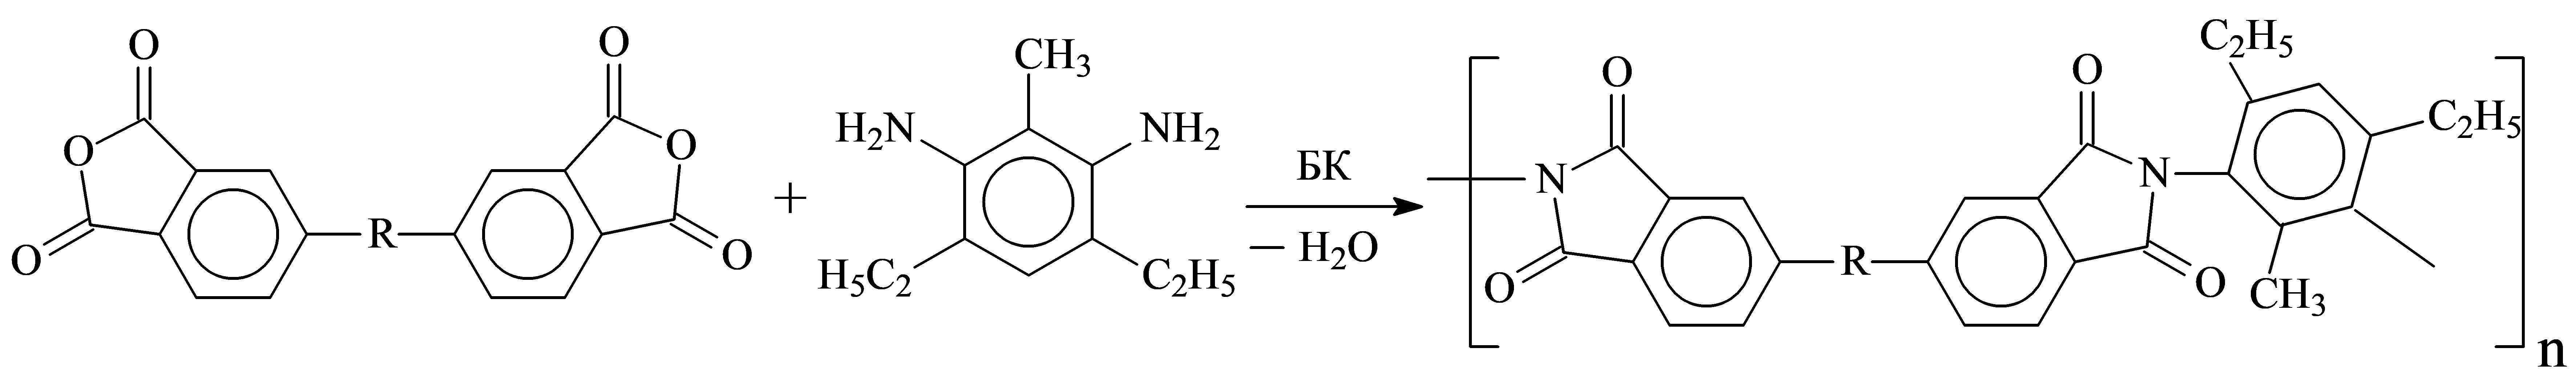 O
O
O
O
O
O
R
+
CH₃
H₂N
NH₂
H₅C₂
C₂H₅
БК
– H₂O
N
O
O
R
O
O
N
C₂H₅
C₂H₅
CH₃
n